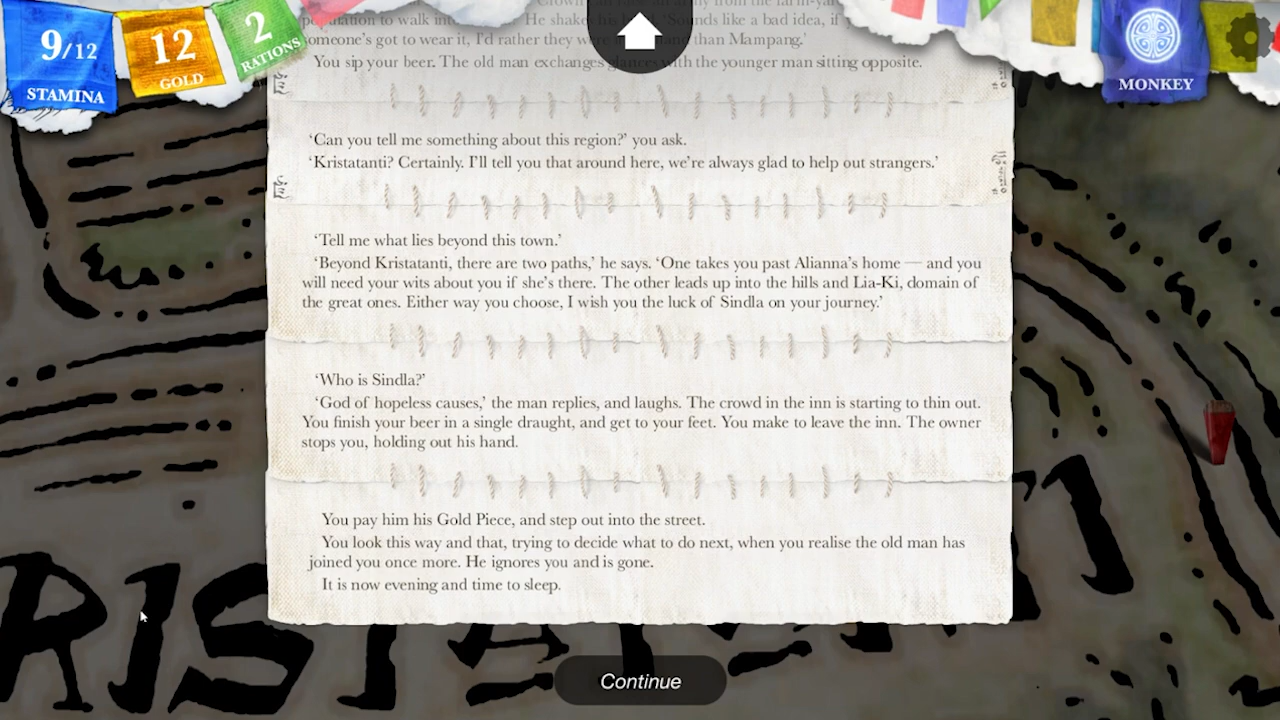 9/12
STAMINA
12
GOLD
2
RATIONS
MONKEY
He shakes his
Sounds like a bad idea, if
someone's got to wear it, I'd rather they were
than Mampang.'
You sip your beer. The old man exchanges glances with the younger man sitting opposite.
'Can you tell me something about this region?' you ask.
'Kristatanti? Certainly. I'll tell you that around here, we're always glad to help out strangers.'
'Tell me what lies beyond this town.'
'Beyond Kristatanti, there are two paths,' he says. 'One takes you past Alianna's home — and you
will need your wits about you if she's there. The other leads up into the hills and Lia-Ki, domain of
the great ones. Either way you choose, I wish you the luck of Sindla on your journey.'
'Who is Sindla?'
'God of hopeless causes,' the man replies, and laughs. The crowd in the inn is starting to thin out.
You finish your beer in a single draught, and get to your feet. You make to leave the inn. The owner
stops you, holding out his hand.
You pay him his Gold Piece, and step out into the street.
You look this way and that, trying to decide what to do next, when you realise the old man has
joined you once more. He ignores you and is gone.
It is now evening and time to sleep.
Continue